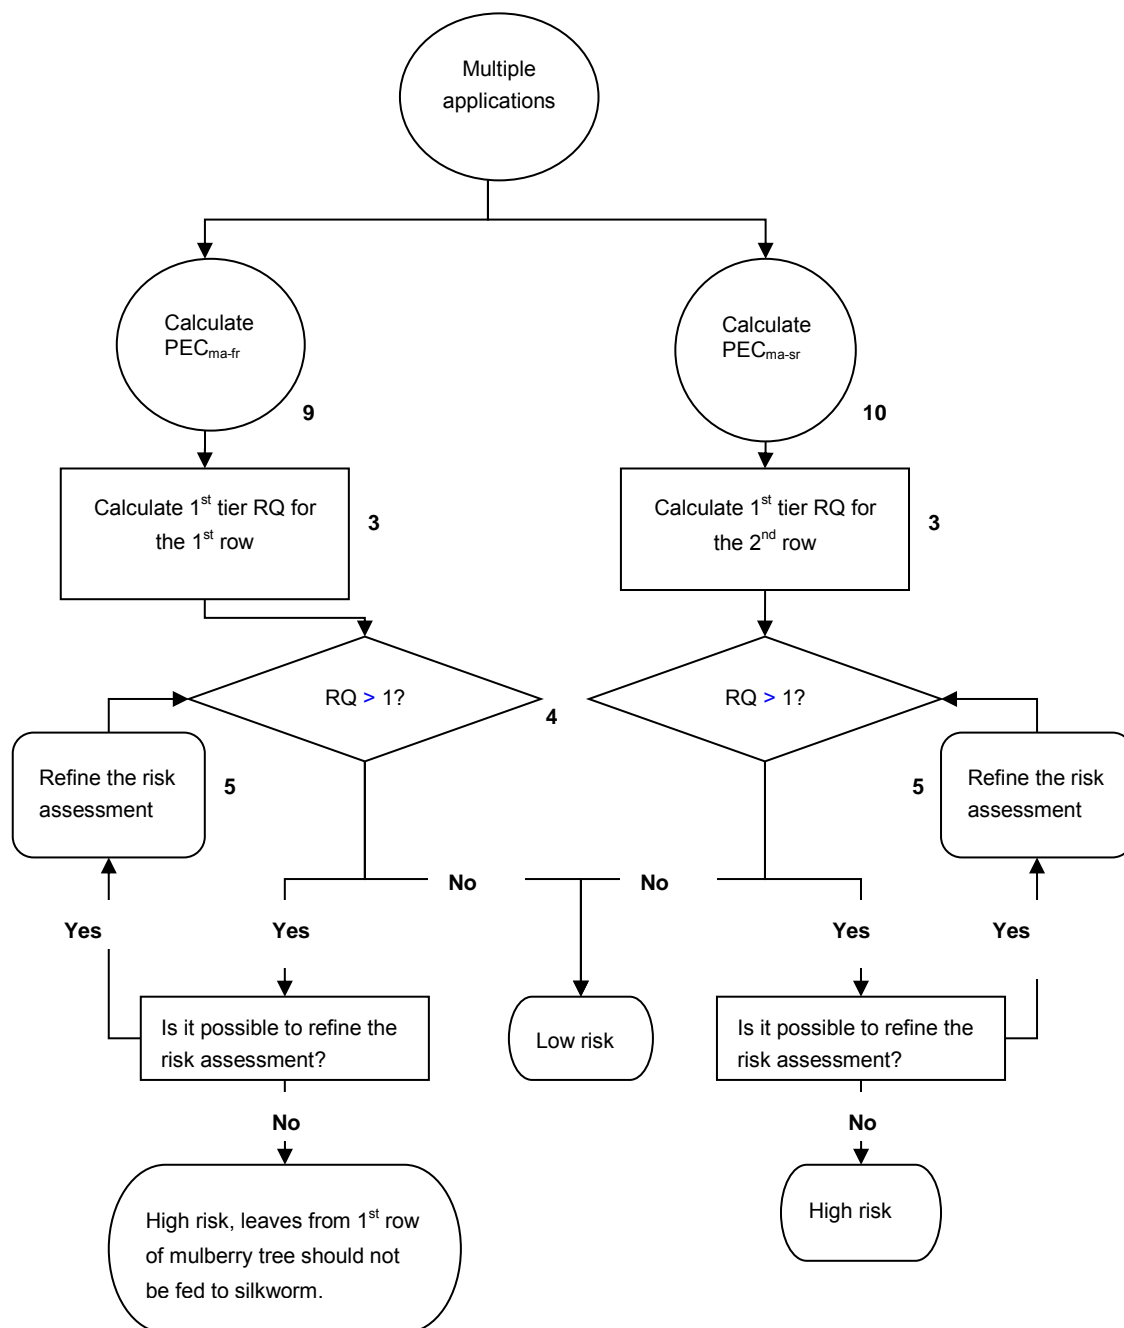 Multiple
applications
Calculate
PECma-fr
9
Calculate
PECma-sr
10
Calculate 1st tier RQ for
the 1st row
3
Calculate 1st tier RQ for
the 2nd row
3
RQ > 1?
4
RQ > 1?
Refine the risk
assessment
5
5
Refine the risk
assessment
No
No
Yes
Yes
Yes
Yes
Is it possible to refine the
risk assessment?
Low risk
Is it possible to refine the
risk assessment?
No
No
High risk, leaves from 1st row
of mulberry tree should not
be fed to silkworm.
High risk